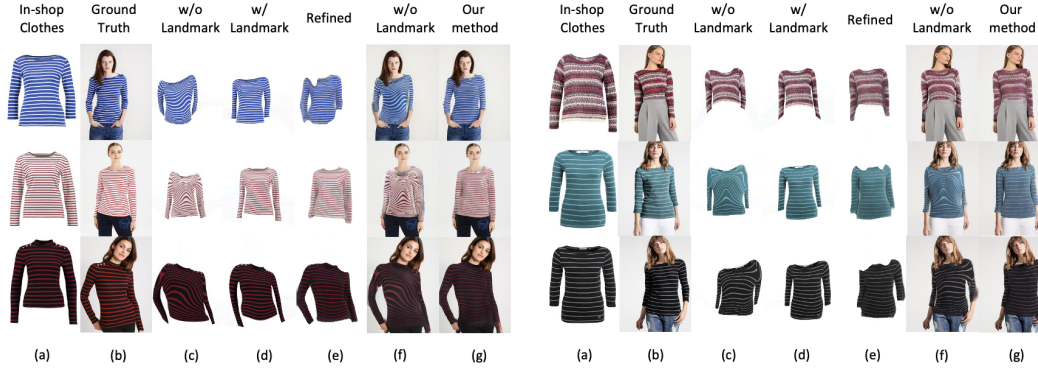 In-shop Clothes
Ground Truth
w/o Landmark
w/ Landmark
Refined
w/o Landmark
Our method
In-shop Clothes
Ground Truth
w/o Landmark
w/ Landmark
Refined
w/o Landmark
Our method
(a) (b) (c) (d) (e) (f) (g)
(a) (b) (c) (d) (e) (f) (g)